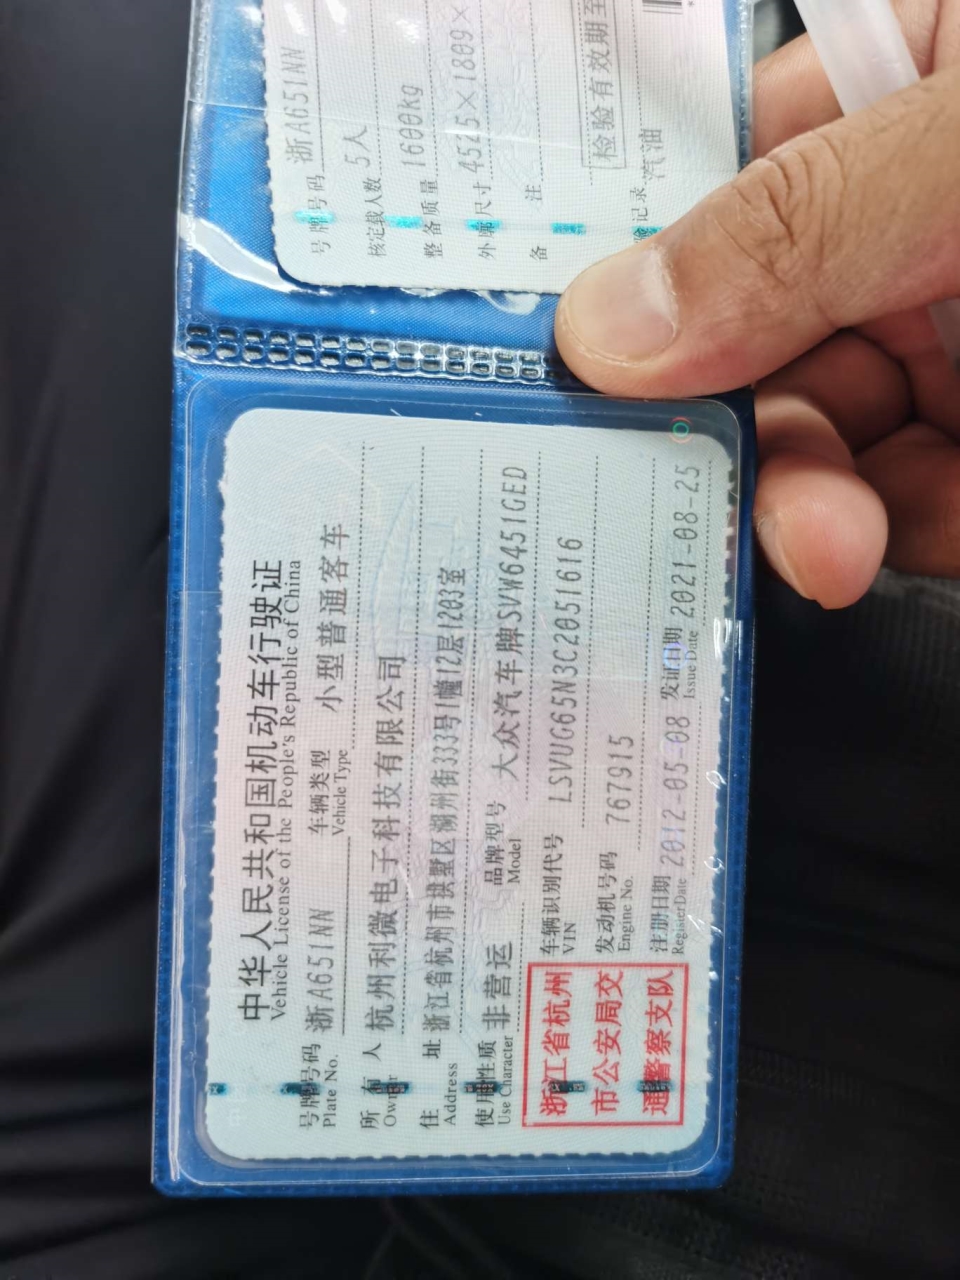 中华人民共和国机动车行驶证
Vehicle License of the People's Republic of China
号牌号码 浙A651NN 车辆类型 小型普通客车
Plate No. Vehicle Type
所有人 杭州利微电子科技有限公司
Owner
住址 浙江省杭州市拱墅区湖州街333号1幢12层1203室
Address
使用性质 非营运 品牌型号 大众汽车牌SVW6451GED
Use Character Model
浙江省杭州
市公安局交
通警察支队
车辆识别代号 LSVUG65N3C2051616
VIN
发动机号码 767915
Engine No.
注册日期 2012-05-08 发证日期 2021-08-25
Register Date Issue Date
号牌号码 浙A651NN
核定载人数 5人
整备质量 1600kg
外廓尺寸 4525×1809×
备注
检验有效期至
记录 汽油